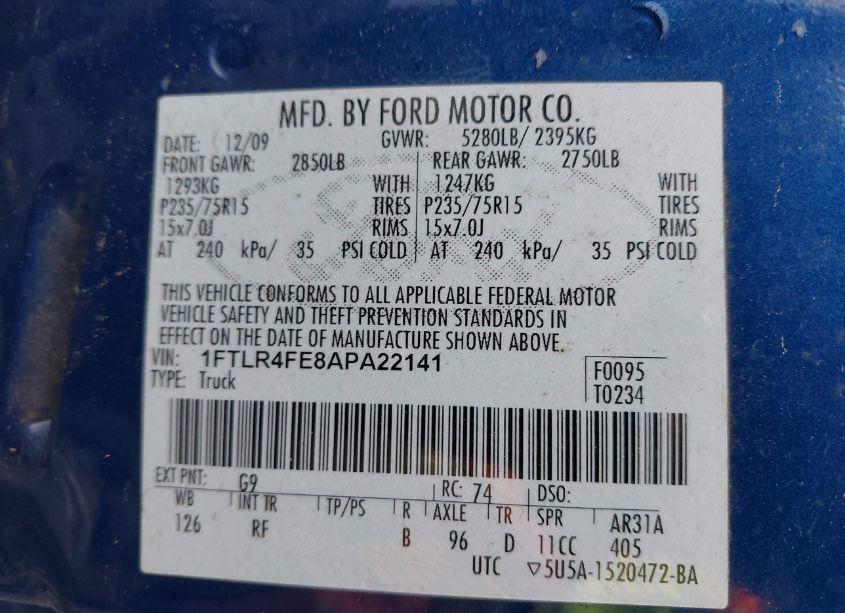 MFD. BY FORD MOTOR CO.
DATE: 12/09 GVWR: 5280LB/ 2395KG
FRONT GAWR: 2850LB REAR GAWR: 2750LB
1293KG WITH 1247KG WITH
P235/75R15 TIRES P235/75R15 TIRES
15x7.0J RIMS 15x7.0J RIMS
AT 240 kPa/ 35 PSI COLD AT 240 kPa/ 35 PSI COLD
THIS VEHICLE CONFORMS TO ALL APPLICABLE FEDERAL MOTOR
VEHICLE SAFETY AND THEFT PREVENTION STANDARDS IN
EFFECT ON THE DATE OF MANUFACTURE SHOWN ABOVE.
VIN: 1FTLR4FE8APA22141 F0095
TYPE: Truck T0234
EXT PNT: G9 RC: 74 DSO:
WB INT TR TP/PS R AXLE TR SPR AR31A
126 RF B 96 D 11CC 405
UTC ▽5U5A-1520472-BA